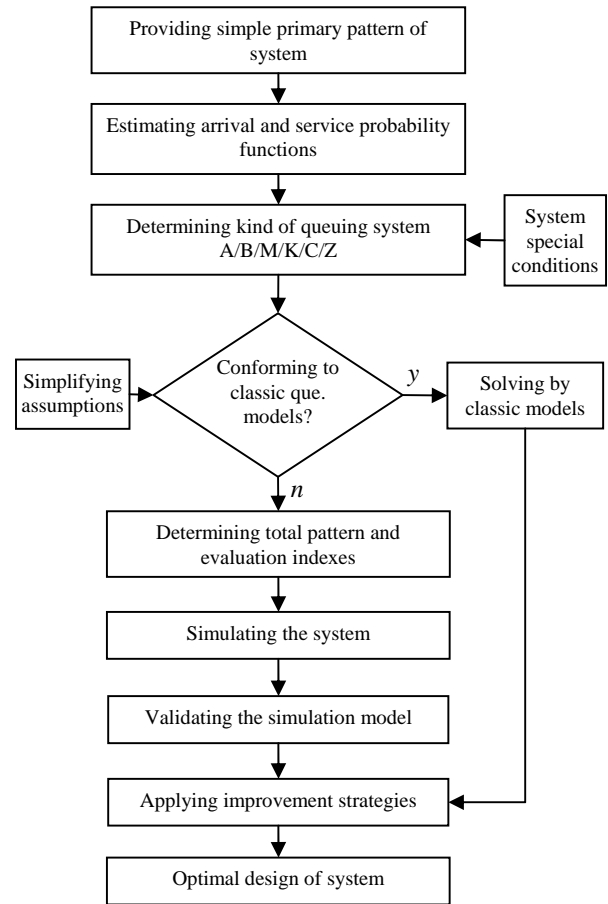 Providing simple primary pattern of
system
Estimating arrival and service probability
functions
Determining kind of queuing system
A/B/M/K/C/Z
System
special
conditions
Simplifying
assumptions
Conforming to
classic que.
models?
y
Solving by
classic models
n
Determining total pattern and
evaluation indexes
Simulating the system
Validating the simulation model
Applying improvement strategies
Optimal design of system